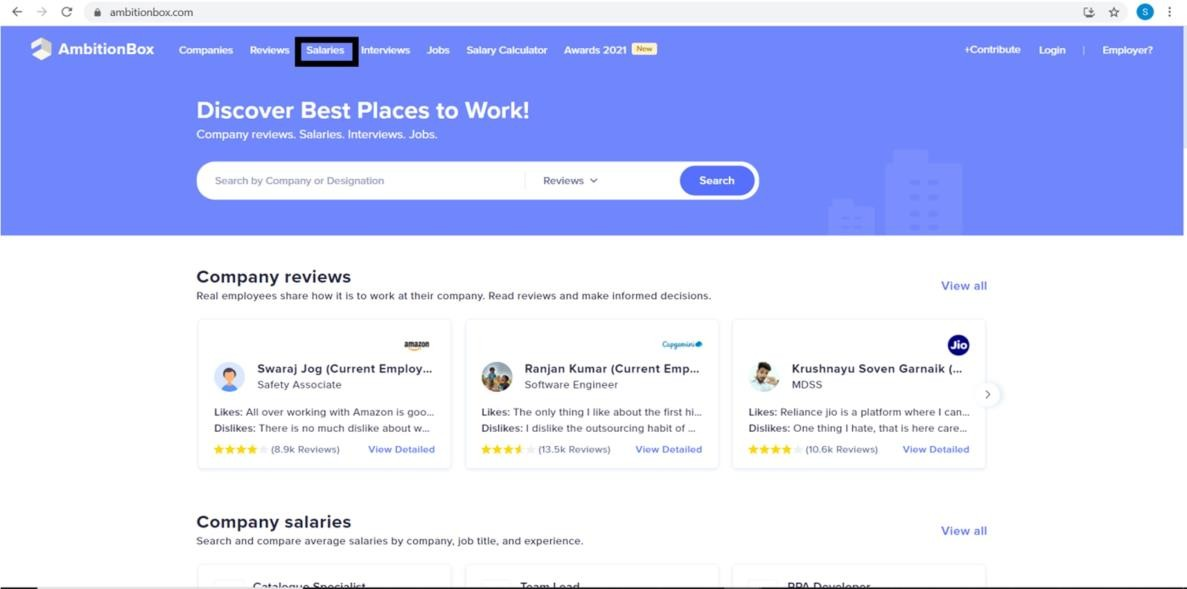 ambitionbox.com
S
AmbitionBox Companies Reviews Salaries Interviews Jobs Salary Calculator Awards 2021 New +Contribute Login | Employer?
Discover Best Places to Work!
Company reviews. Salaries. Interviews. Jobs.
Search by Company or Designation Reviews Search
Company reviews
Real employees share how it is to work at their company. Read reviews and make informed decisions.
View all
amazon
Swaraj Jog (Current Employ...
Safety Associate
Likes: All over working with Amazon is goo...
Dislikes: There is no much dislike about w...
(8.9k Reviews) View Detailed
Capgemini
Ranjan Kumar (Current Emp...
Software Engineer
Likes: The only thing I like about the first hi...
Dislikes: I dislike the outsourcing habit of ...
(13.5k Reviews) View Detailed
Jio
Krushnayu Soven Garnaik (...
MDSS
Likes: Reliance jio is a platform where I can...
Dislikes: One thing I hate, that is here care...
(10.6k Reviews) View Detailed
Company salaries
Search and compare average salaries by company, job title, and experience.
View all
Catalogue Specialist
Team Lead
RPA Developer